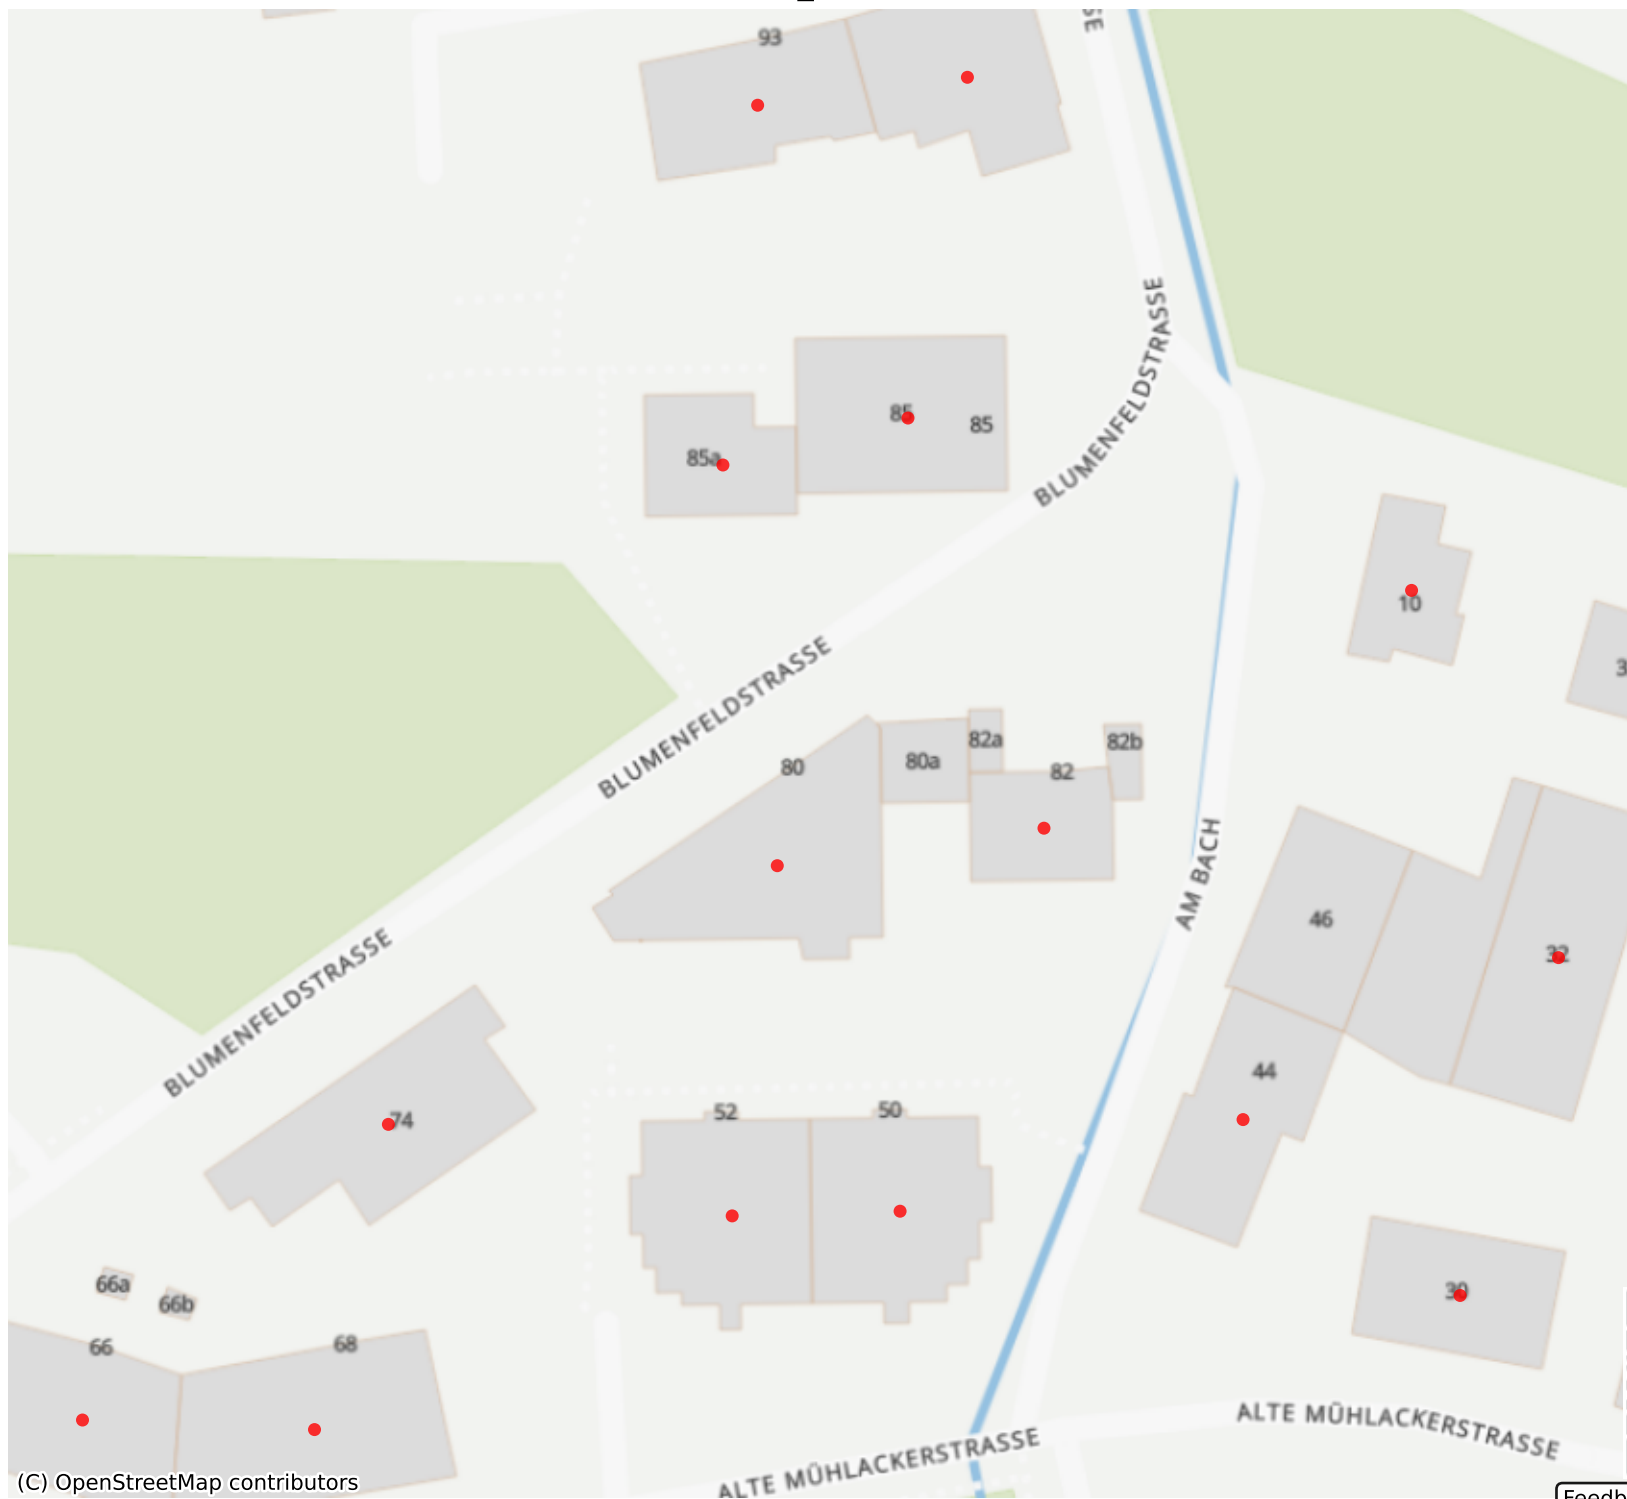 93
BLUMENFELDSTRASSE
85
85
85a
10
BLUMENFELDSTRASSE
82a
82b
80
80a
82
AM BACH
46
32
BLUMENFELDSTRASSE
44
74
52
50
66a
66b
30
66
68
ALTE MÜHLACKERSTRASSE
ALTE MÜHLACKERSTRASSE
(C) OpenStreetMap contributors